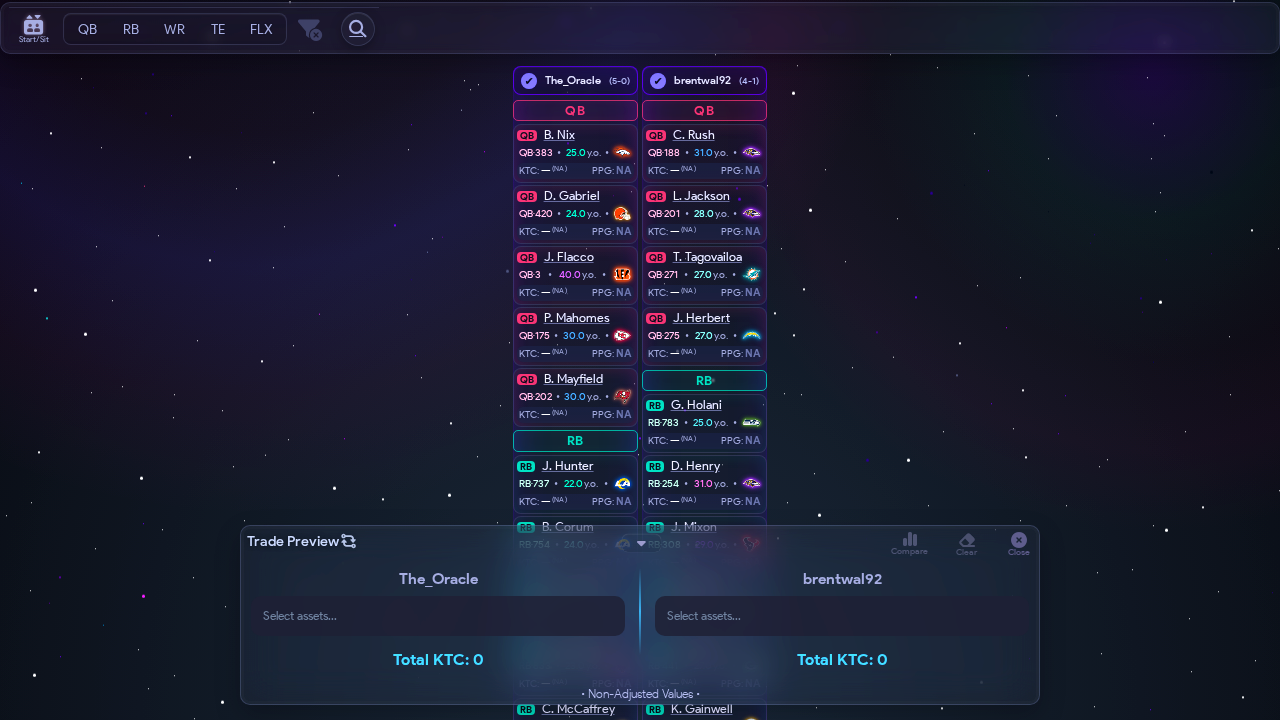 Start/Sit
QB RB WR TE FLX
The_Oracle (5-0)
brentwal92 (4-1)
QB
QB
QB B. Nix
QB·383 • 25.0 y.o. •
KTC: — (NA) PPG: NA
QB C. Rush
QB·188 • 31.0 y.o. •
KTC: — (NA) PPG: NA
QB D. Gabriel
QB·420 • 24.0 y.o. •
KTC: — (NA) PPG: NA
QB L. Jackson
QB·201 • 28.0 y.o. •
KTC: — (NA) PPG: NA
QB J. Flacco
QB·3 • 40.0 y.o. •
KTC: — (NA) PPG: NA
QB T. Tagovailoa
QB·271 • 27.0 y.o. •
KTC: — (NA) PPG: NA
QB P. Mahomes
QB·175 • 30.0 y.o. •
KTC: — (NA) PPG: NA
QB J. Herbert
QB·275 • 27.0 y.o. •
KTC: — (NA) PPG: NA
QB B. Mayfield
QB·202 • 30.0 y.o. •
KTC: — (NA) PPG: NA
RB
RB G. Holani
RB·783 • 25.0 y.o. •
KTC: — (NA) PPG: NA
RB
RB J. Hunter
RB·737 • 22.0 y.o. •
KTC: — (NA) PPG: NA
RB D. Henry
RB·254 • 31.0 y.o. •
KTC: — (NA) PPG: NA
RB B. Corum
RB·754 • 24.0 y.o. •
RB J. Mixon
RB·308 • 29.0 y.o. •
Trade Preview
Compare
Clear
Close
The_Oracle
brentwal92
Select assets...
Select assets...
Total KTC: 0
Total KTC: 0
KTC: — (NA) PPG: NA
KTC: — (NA) PPG: NA
• Non-Adjusted Values •
RB C. McCaffrey
RB K. Gainwell